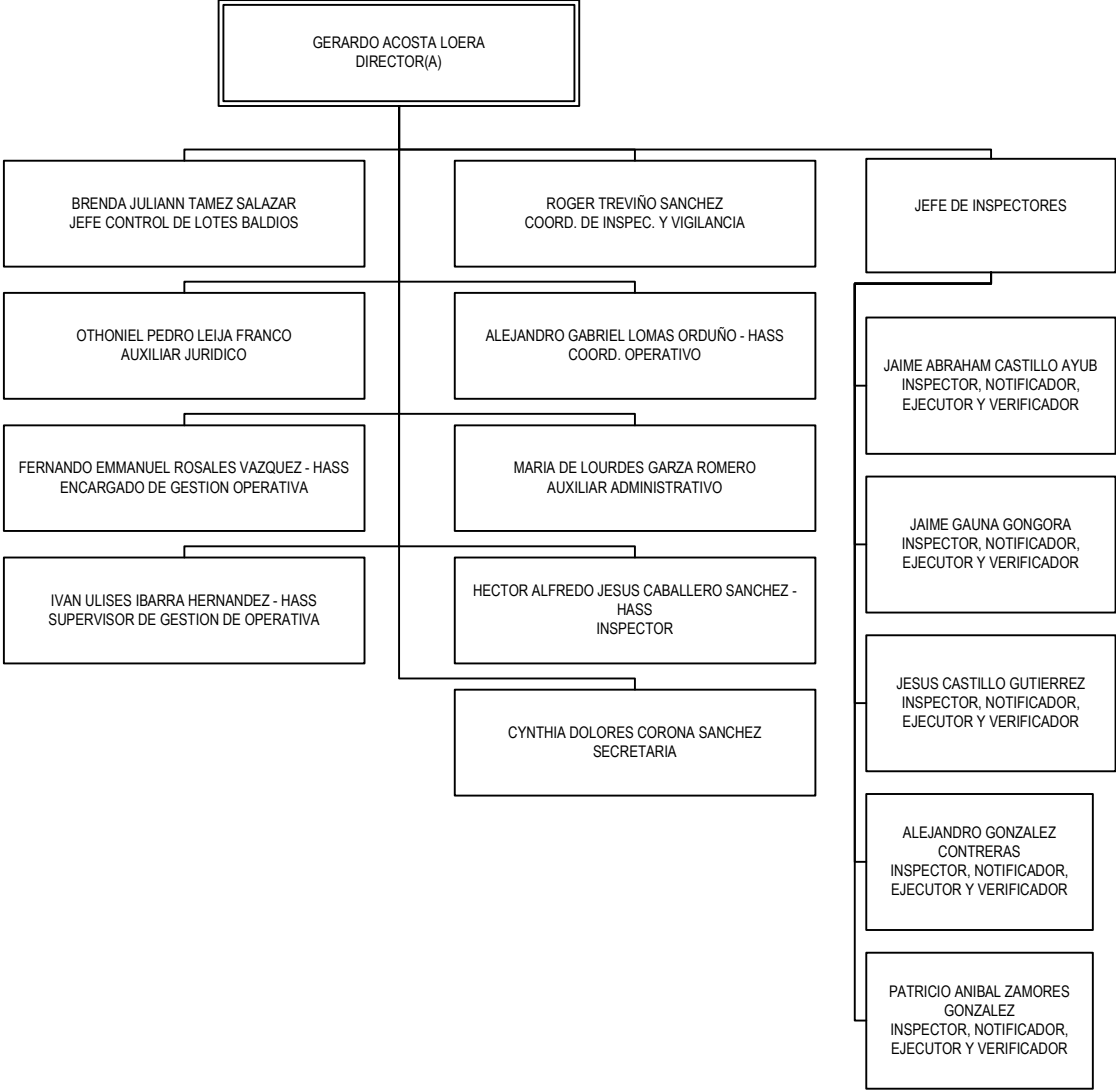 GERARDO ACOSTA LOERA
DIRECTOR(A)
BRENDA JULIANN TAMEZ SALAZAR
JEFE CONTROL DE LOTES BALDIOS
ROGER TREVIÑO SANCHEZ
COORD. DE INSPEC. Y VIGILANCIA
JEFE DE INSPECTORES
OTHONIEL PEDRO LEIJA FRANCO
AUXILIAR JURIDICO
ALEJANDRO GABRIEL LOMAS ORDUÑO - HASS
COORD. OPERATIVO
FERNANDO EMMANUEL ROSALES VAZQUEZ - HASS
ENCARGADO DE GESTION OPERATIVA
MARIA DE LOURDES GARZA ROMERO
AUXILIAR ADMINISTRATIVO
IVAN ULISES IBARRA HERNANDEZ - HASS
SUPERVISOR DE GESTION DE OPERATIVA
HECTOR ALFREDO JESUS CABALLERO SANCHEZ -
HASS
INSPECTOR
CYNTHIA DOLORES CORONA SANCHEZ
SECRETARIA
JAIME ABRAHAM CASTILLO AYUB
INSPECTOR, NOTIFICADOR,
EJECUTOR Y VERIFICADOR
JAIME GAUNA GONGORA
INSPECTOR, NOTIFICADOR,
EJECUTOR Y VERIFICADOR
JESUS CASTILLO GUTIERREZ
INSPECTOR, NOTIFICADOR,
EJECUTOR Y VERIFICADOR
ALEJANDRO GONZALEZ
CONTRERAS
INSPECTOR, NOTIFICADOR,
EJECUTOR Y VERIFICADOR
PATRICIO ANIBAL ZAMORES
GONZALEZ
INSPECTOR, NOTIFICADOR,
EJECUTOR Y VERIFICADOR